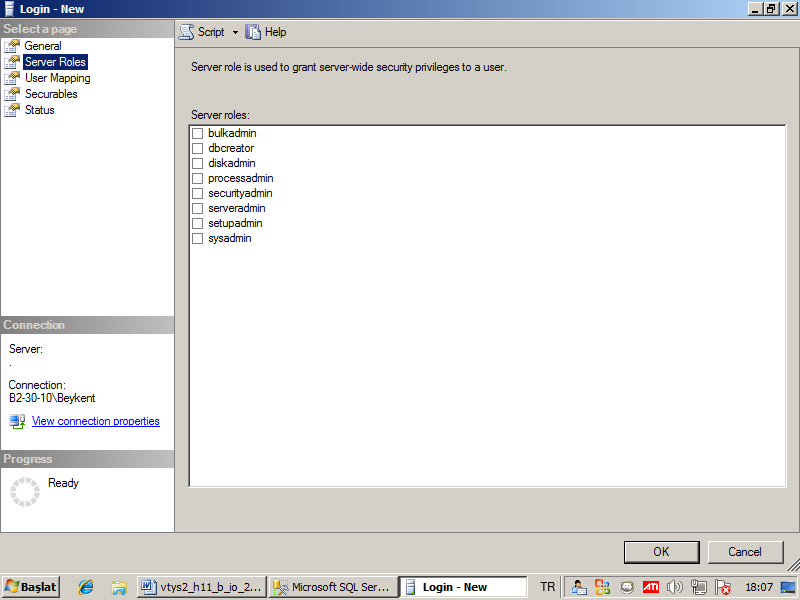 Login - New
Select a page
General
Server Roles
User Mapping
Securables
Status
Script
Help
Server role is used to grant server-wide security privileges to a user.
Server roles:
bulkadmin
dbcreator
diskadmin
processadmin
securityadmin
serveradmin
setupadmin
sysadmin
Connection
Server:
.
Connection:
B2-30-10\Beykent
View connection properties
Progress
Ready
OK
Cancel
Başlat
vtys2_h11_b_io_2...
Microsoft SQL Ser...
Login - New
TR
ATI
18:07